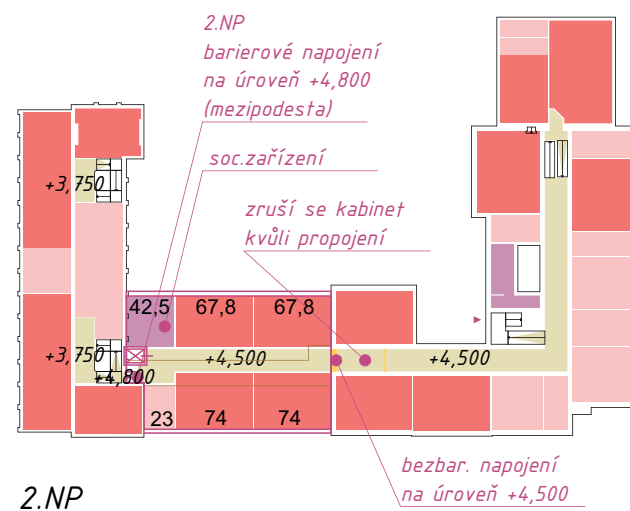 2.NP
barierové napojení
na úroveň +4,800
(mezipodesta)
soc.zařízení
zruší se kabinet
kvůli propojení
+3,750
42,5 67,8 67,8
+3,750
+4,500
+4,500
+4,800
23 74 74
bezbar. napojení
na úroveň +4,500
2.NP